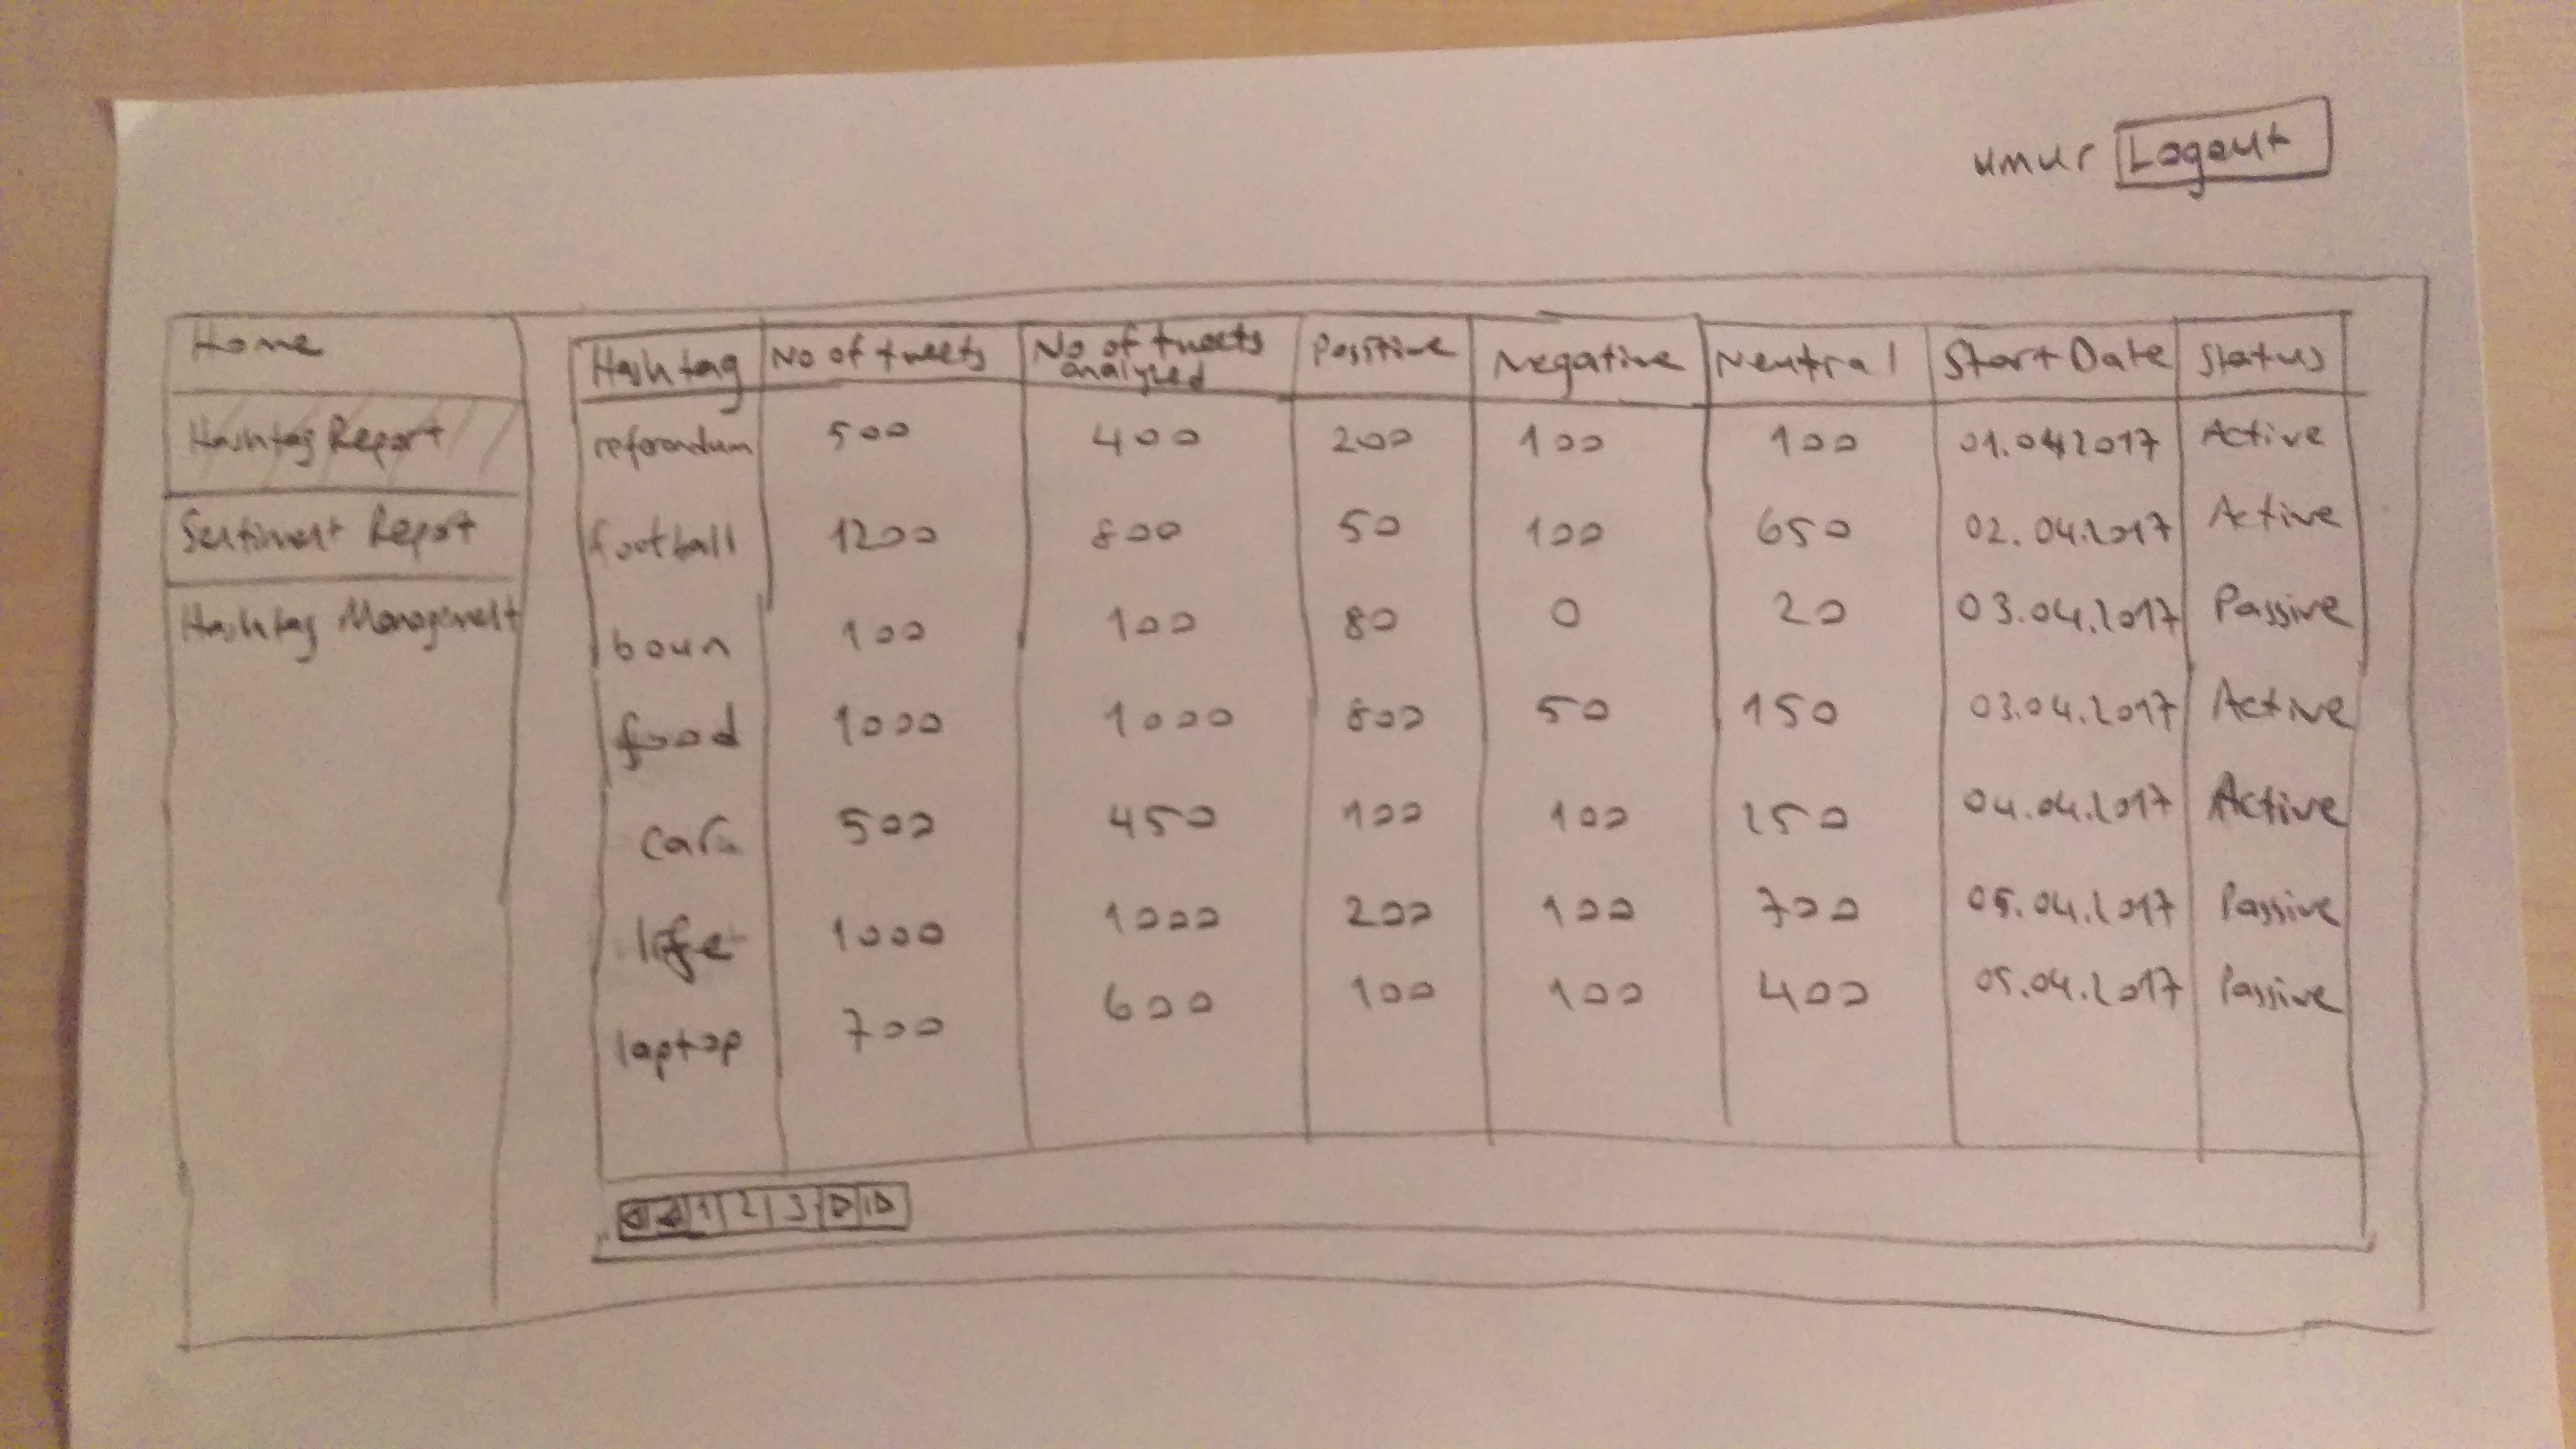 umur Logout
Home
Hashtag Report
Sentiment Report
Hashtag Management
Hashtag No of tweets No of tweets analyzed Positive Negative Neutral Start Date Status
referendum 500 400 200 100 100 01.04.2017 Active
football 1200 800 50 100 650 02.04.2017 Active
boun 100 100 80 0 20 03.04.2017 Passive
food 1000 1000 800 50 150 03.04.2017 Active
car 500 450 100 100 250 04.04.2017 Active
life 1000 1000 200 100 700 05.04.2017 Passive
laptop 700 600 100 100 400 05.04.2017 Passive
1 2 3